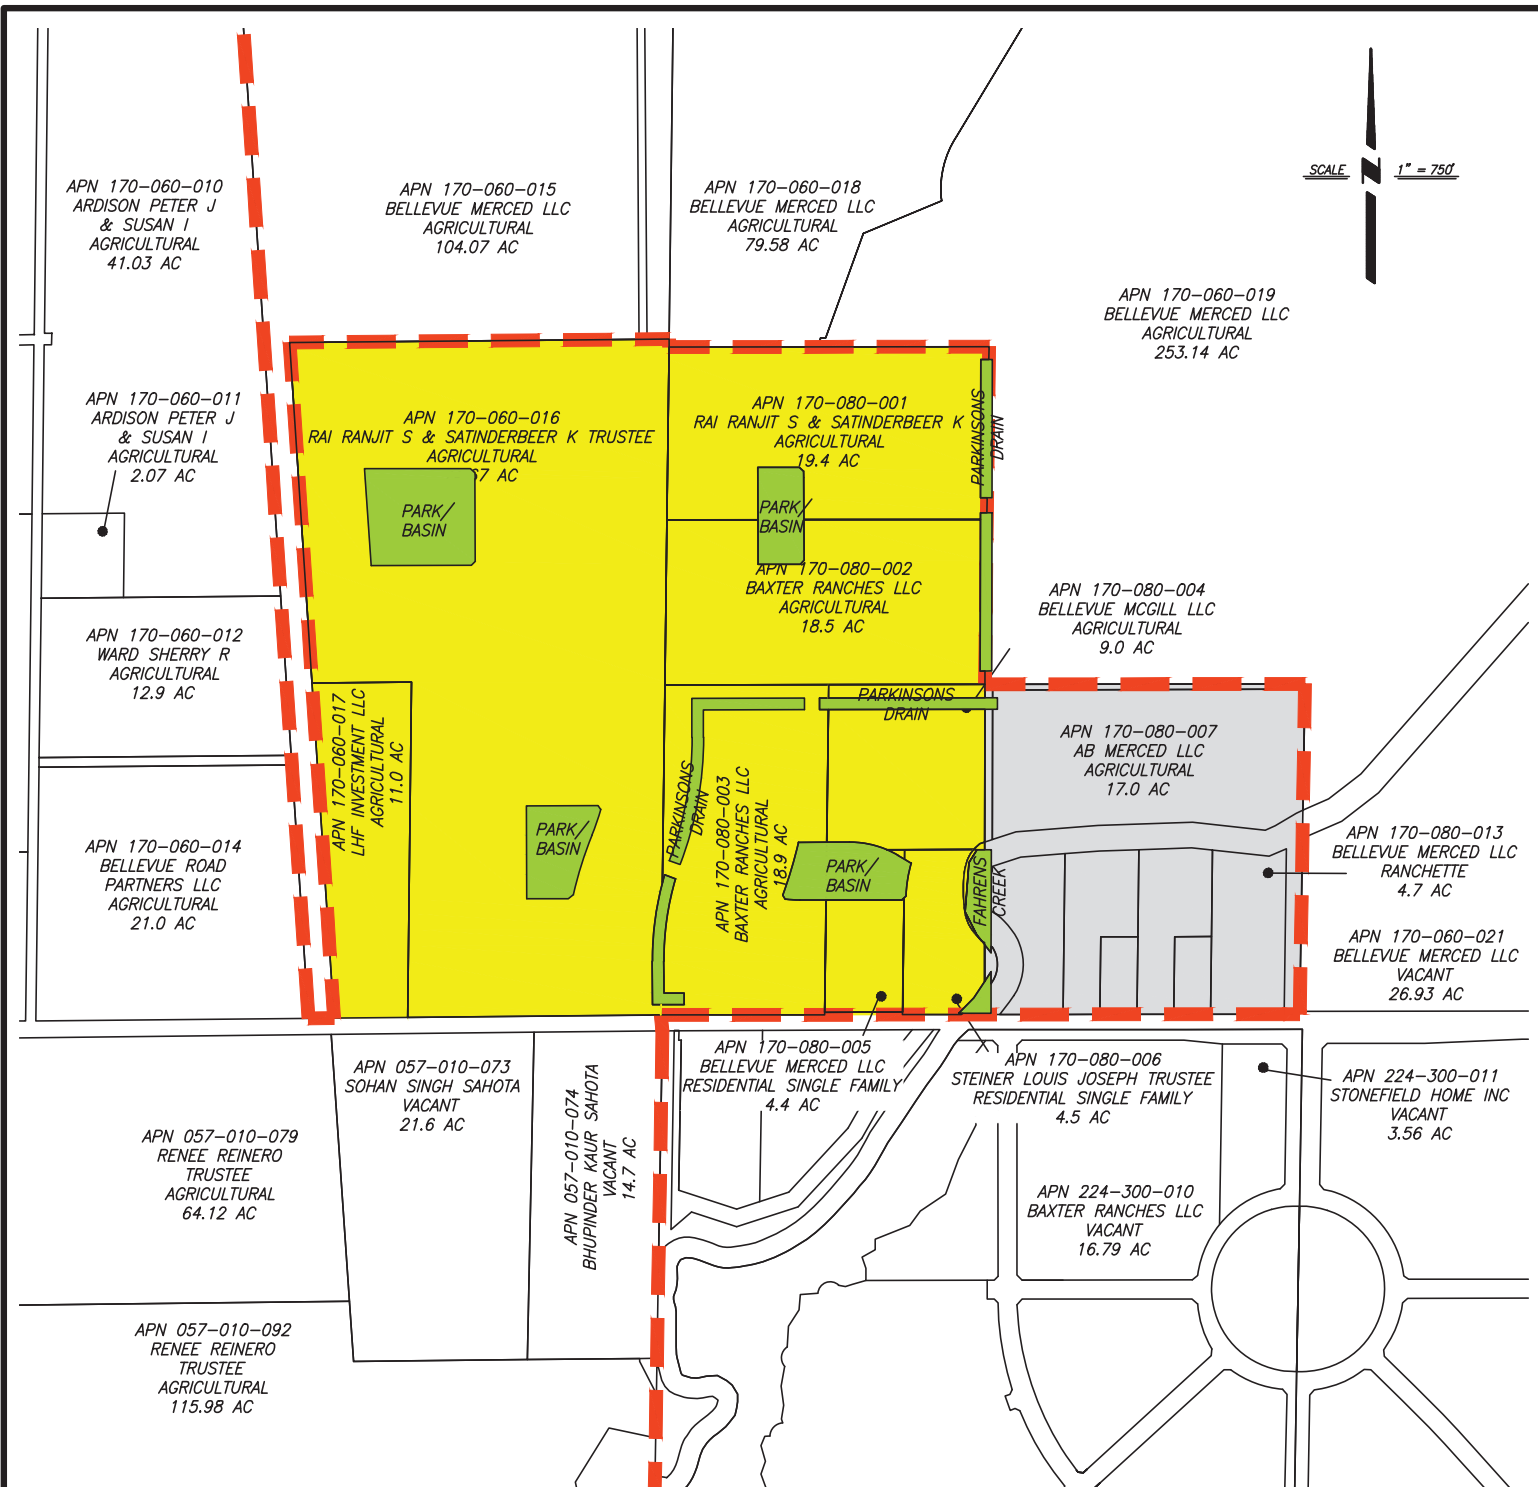 SCALE
N
1" = 750'
APN 170-060-010
ARDISON PETER J
& SUSAN I
AGRICULTURAL
41.03 AC
APN 170-060-015
BELLEVUE MERCED LLC
AGRICULTURAL
104.07 AC
APN 170-060-018
BELLEVUE MERCED LLC
AGRICULTURAL
79.58 AC
APN 170-060-019
BELLEVUE MERCED LLC
AGRICULTURAL
253.14 AC
APN 170-060-011
ARDISON PETER J
& SUSAN I
AGRICULTURAL
2.07 AC
APN 170-060-016
RAI RANJIT S & SATINDERBEER K TRUSTEE
AGRICULTURAL
67 AC
PARK/
BASIN
APN 170-080-001
RAI RANJIT S & SATINDERBEER K
AGRICULTURAL
19.4 AC
PARKINSONS
DRAIN
PARK/
BASIN
APN 170-080-002
BAXTER RANCHES LLC
AGRICULTURAL
18.5 AC
APN 170-080-004
BELLEVUE MCGILL LLC
AGRICULTURAL
9.0 AC
APN 170-060-012
WARD SHERRY R
AGRICULTURAL
12.9 AC
APN 170-060-017
LHF INVESTMENT LLC
AGRICULTURAL
11.0 AC
PARKINSONS
DRAIN
APN 170-080-007
AB MERCED LLC
AGRICULTURAL
17.0 AC
PARKINSONS
DRAIN
APN 170-080-003
BAXTER RANCHES LLC
AGRICULTURAL
18.9 AC
PARK/
BASIN
PARK/
BASIN
FAHRENS
CREEK
APN 170-080-013
BELLEVUE MERCED LLC
RANCHETTE
4.7 AC
APN 170-060-014
BELLEVUE ROAD
PARTNERS LLC
AGRICULTURAL
21.0 AC
APN 170-060-021
BELLEVUE MERCED LLC
VACANT
26.93 AC
APN 057-010-073
SOHAN SINGH SAHOTA
VACANT
21.6 AC
APN 057-010-074
BHUPINDER KAUR SAHOTA
VACANT
14.7 AC
APN 170-080-005
BELLEVUE MERCED LLC
RESIDENTIAL SINGLE FAMILY
4.4 AC
APN 170-080-006
STEINER LOUIS JOSEPH TRUSTEE
RESIDENTIAL SINGLE FAMILY
4.5 AC
APN 224-300-011
STONEFIELD HOME INC
VACANT
3.56 AC
APN 057-010-079
RENEE REINERO
TRUSTEE
AGRICULTURAL
64.12 AC
APN 224-300-010
BAXTER RANCHES LLC
VACANT
16.79 AC
APN 057-010-092
RENEE REINERO
TRUSTEE
AGRICULTURAL
115.98 AC